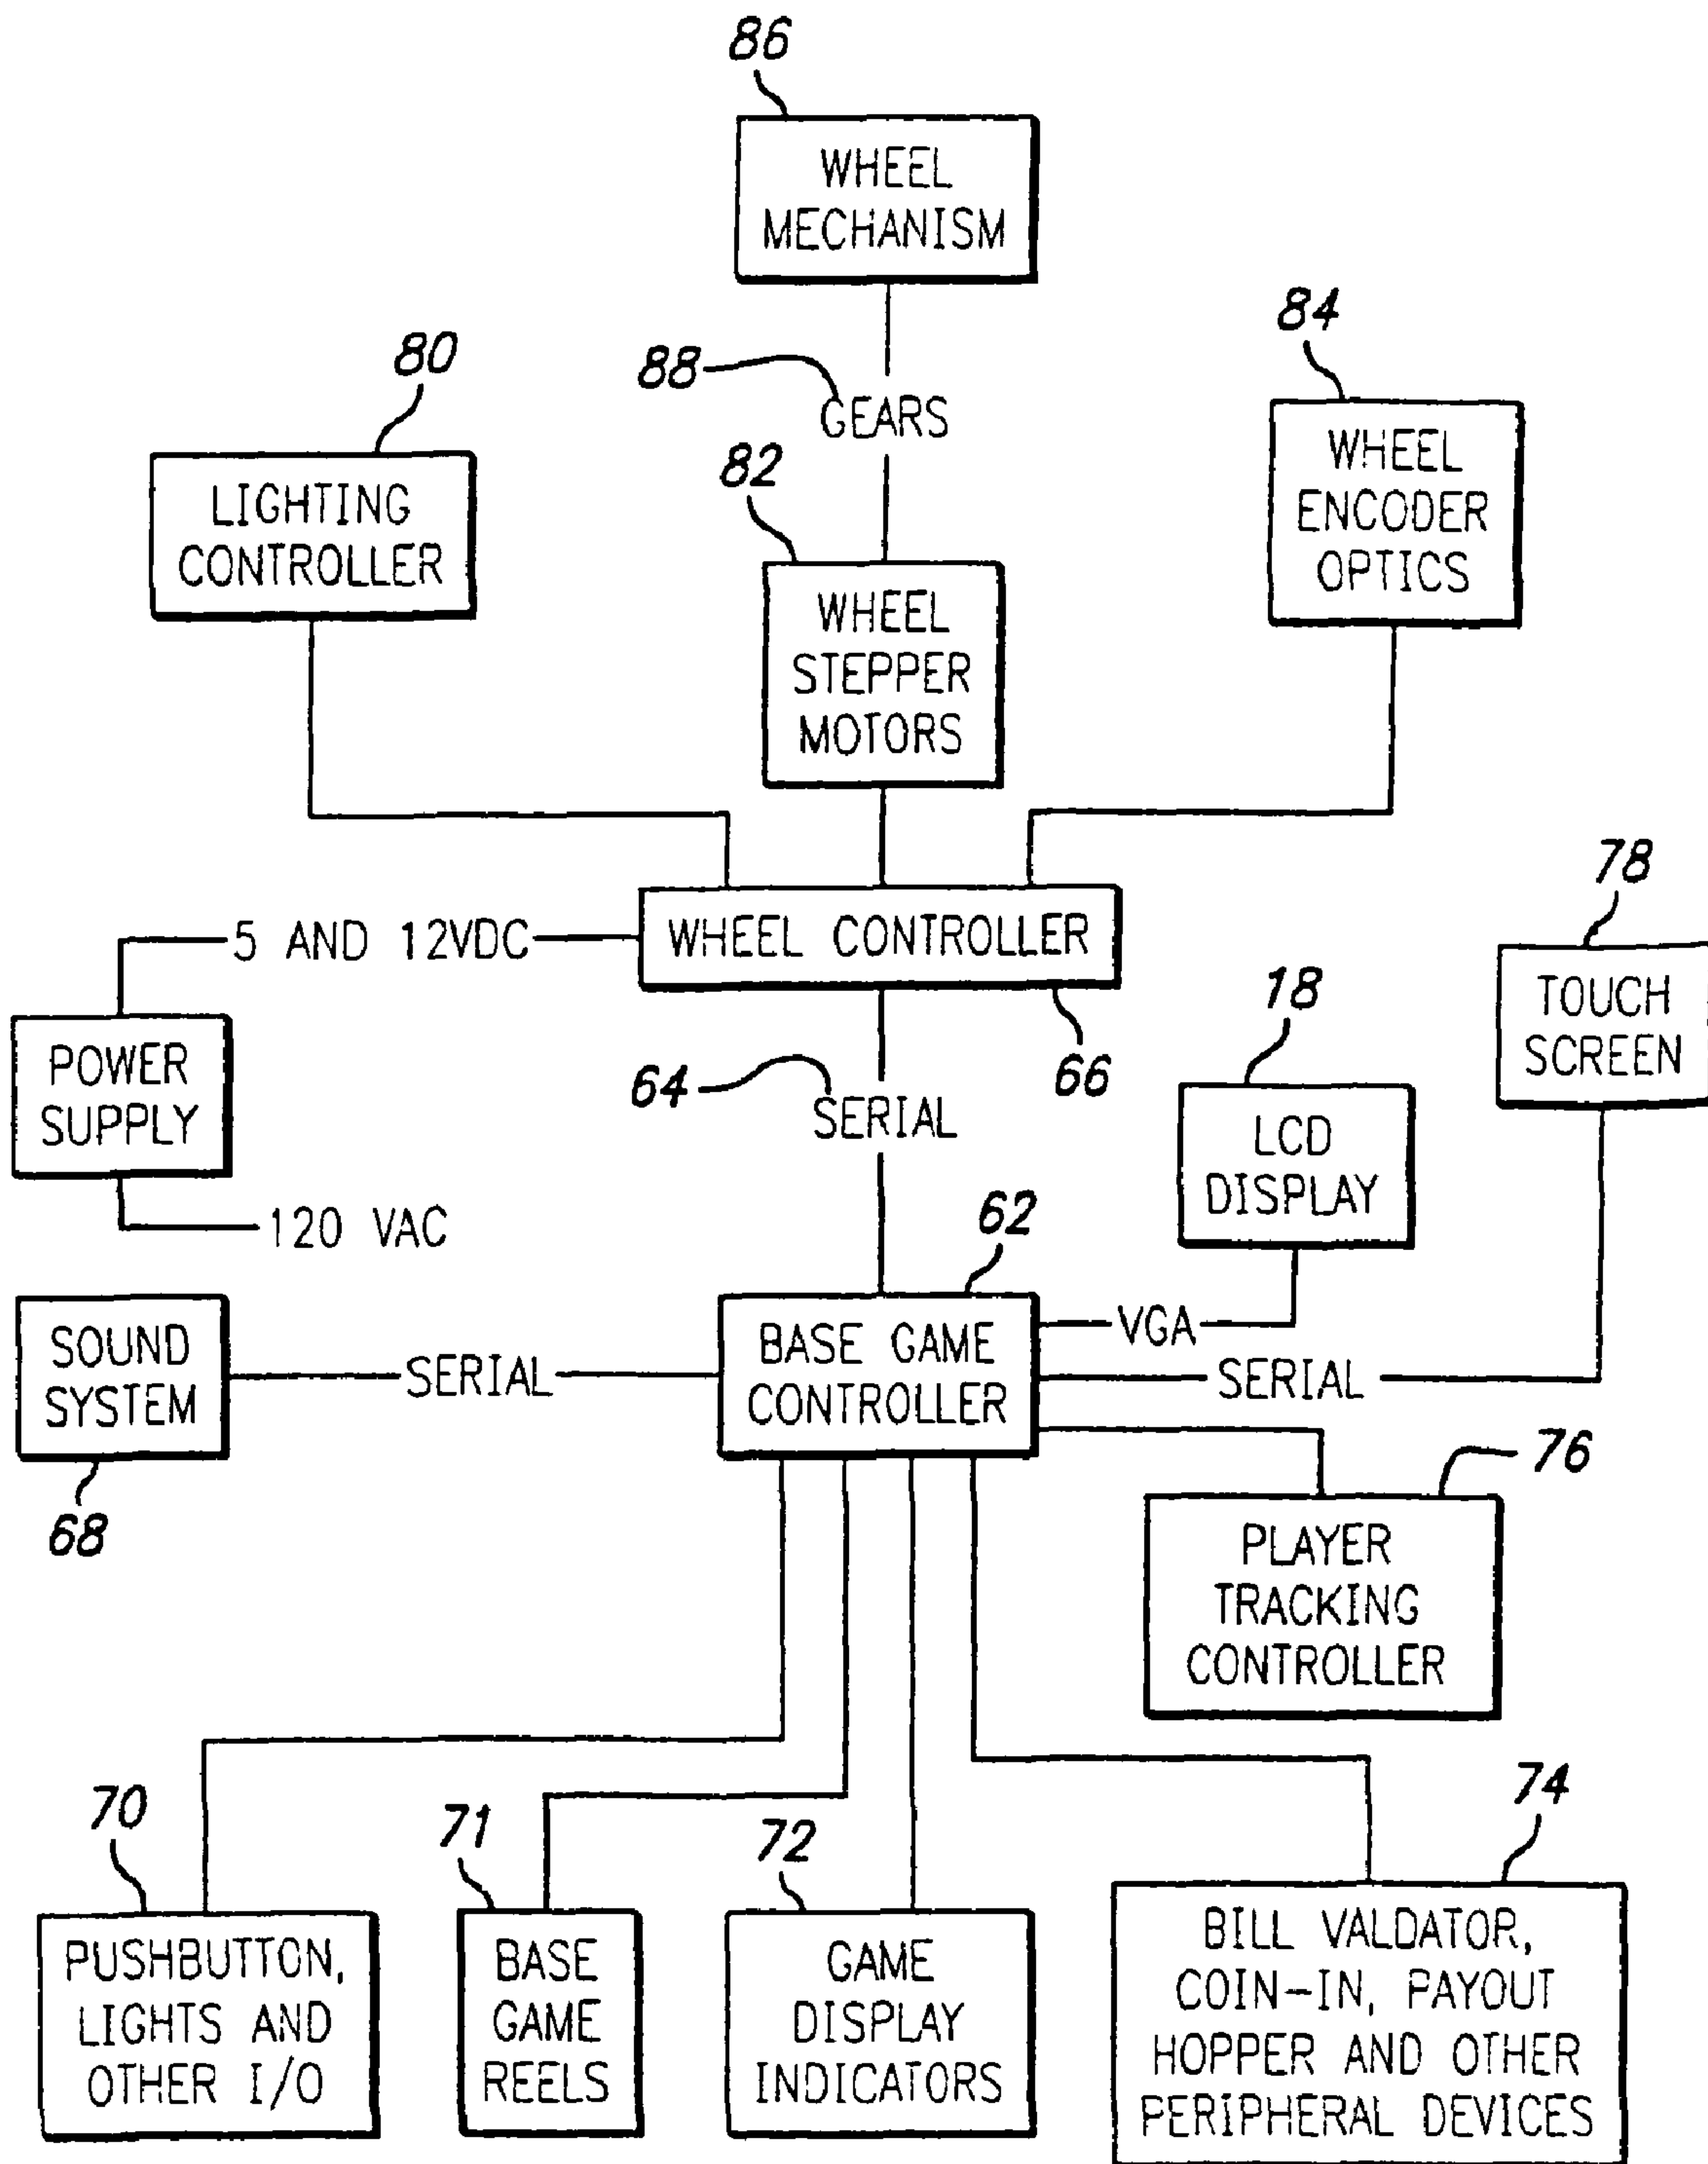 86
WHEEL
MECHANISM
84
80
88
GEARS
82
LIGHTING
CONTROLLER
WHEEL
ENCODER
OPTICS
WHEEL
STEPPER
MOTORS
78
5 AND 12VDC
WHEEL CONTROLLER
18
TOUCH
SCREEN
POWER
SUPPLY
64
66
SERIAL
LCD
DISPLAY
120 VAC
62
SOUND
SYSTEM
SERIAL
BASE GAME
CONTROLLER
VGA
SERIAL
68
76
PLAYER
TRACKING
CONTROLLER
70
71
72
74
PUSHBUTTON,
LIGHTS AND
OTHER I/O
BASE
GAME
REELS
GAME
DISPLAY
INDICATORS
BILL VALDATOR,
COIN-IN, PAYOUT
HOPPER AND OTHER
PERIPHERAL DEVICES